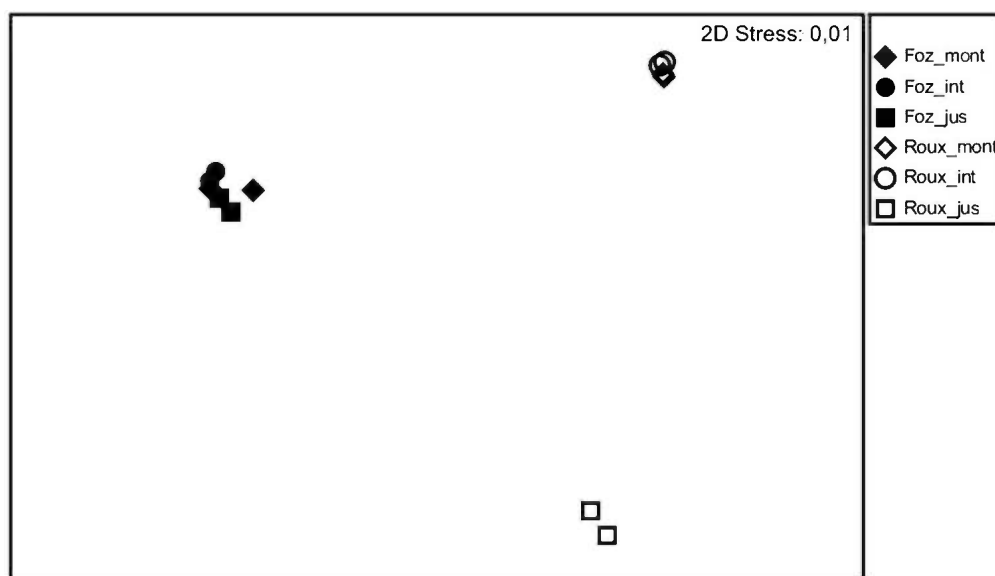 2D Stress: 0,01
Foz_mont
Foz_int
Foz_jus
Roux_mont
Roux_int
Roux_jus